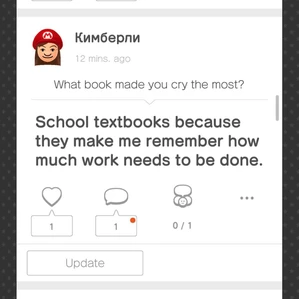 Кимберли
12 mins. ago
What book made you cry the most?
School textbooks because
they make me remember how
much work needs to be done.
1
1
0 / 1
Update